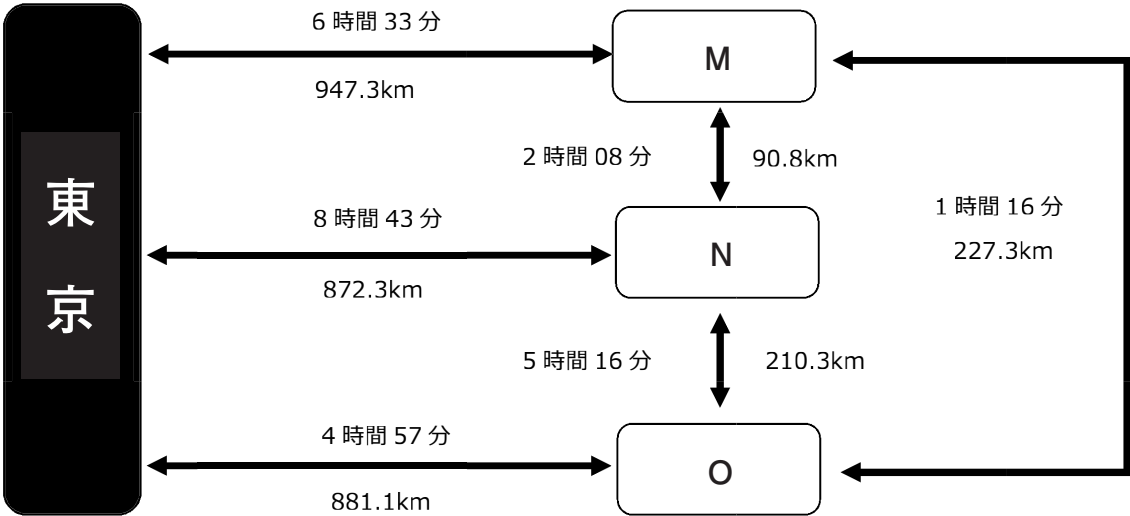 東京
6 時間 33 分
947.3km
M
2 時間 08 分
90.8km
1 時間 16 分
227.3km
8 時間 43 分
872.3km
N
5 時間 16 分
210.3km
4 時間 57 分
881.1km
O